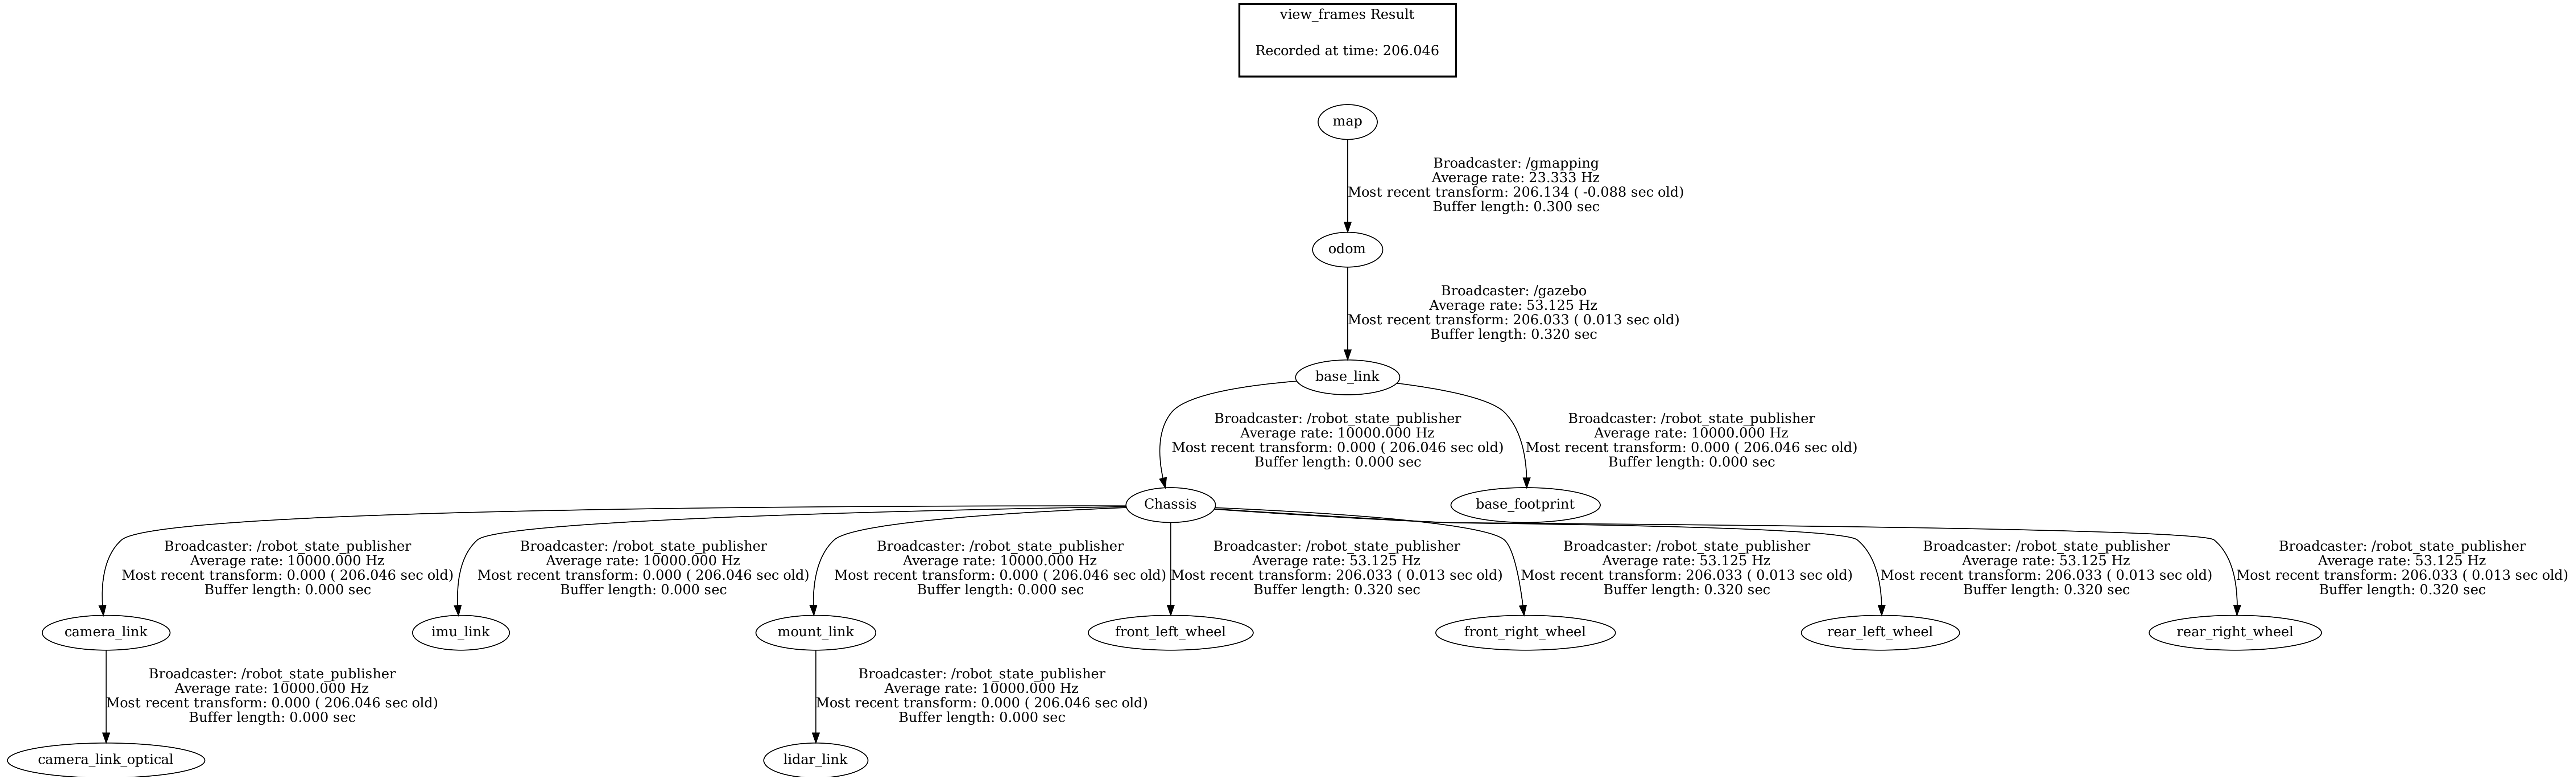 view_frames Result
Recorded at time: 206.046
map
Broadcaster: /gmapping
Average rate: 23.333 Hz
Most recent transform: 206.134 ( -0.088 sec old)
Buffer length: 0.300 sec
odom
Broadcaster: /gazebo
Average rate: 53.125 Hz
Most recent transform: 206.033 ( 0.013 sec old)
Buffer length: 0.320 sec
base_link
Broadcaster: /robot_state_publisher
Average rate: 10000.000 Hz
Most recent transform: 0.000 ( 206.046 sec old)
Buffer length: 0.000 sec
Broadcaster: /robot_state_publisher
Average rate: 10000.000 Hz
Most recent transform: 0.000 ( 206.046 sec old)
Buffer length: 0.000 sec
Chassis
base_footprint
Broadcaster: /robot_state_publisher
Average rate: 10000.000 Hz
Most recent transform: 0.000 ( 206.046 sec old)
Buffer length: 0.000 sec
Broadcaster: /robot_state_publisher
Average rate: 10000.000 Hz
Most recent transform: 0.000 ( 206.046 sec old)
Buffer length: 0.000 sec
Broadcaster: /robot_state_publisher
Average rate: 10000.000 Hz
Most recent transform: 0.000 ( 206.046 sec old)
Buffer length: 0.000 sec
Broadcaster: /robot_state_publisher
Average rate: 53.125 Hz
Most recent transform: 206.033 ( 0.013 sec old)
Buffer length: 0.320 sec
Broadcaster: /robot_state_publisher
Average rate: 53.125 Hz
Most recent transform: 206.033 ( 0.013 sec old)
Buffer length: 0.320 sec
Broadcaster: /robot_state_publisher
Average rate: 53.125 Hz
Most recent transform: 206.033 ( 0.013 sec old)
Buffer length: 0.320 sec
Broadcaster: /robot_state_publisher
Average rate: 53.125 Hz
Most recent transform: 206.033 ( 0.013 sec old)
Buffer length: 0.320 sec
camera_link
imu_link
mount_link
front_left_wheel
front_right_wheel
rear_left_wheel
rear_right_wheel
Broadcaster: /robot_state_publisher
Average rate: 10000.000 Hz
Most recent transform: 0.000 ( 206.046 sec old)
Buffer length: 0.000 sec
Broadcaster: /robot_state_publisher
Average rate: 10000.000 Hz
Most recent transform: 0.000 ( 206.046 sec old)
Buffer length: 0.000 sec
camera_link_optical
lidar_link